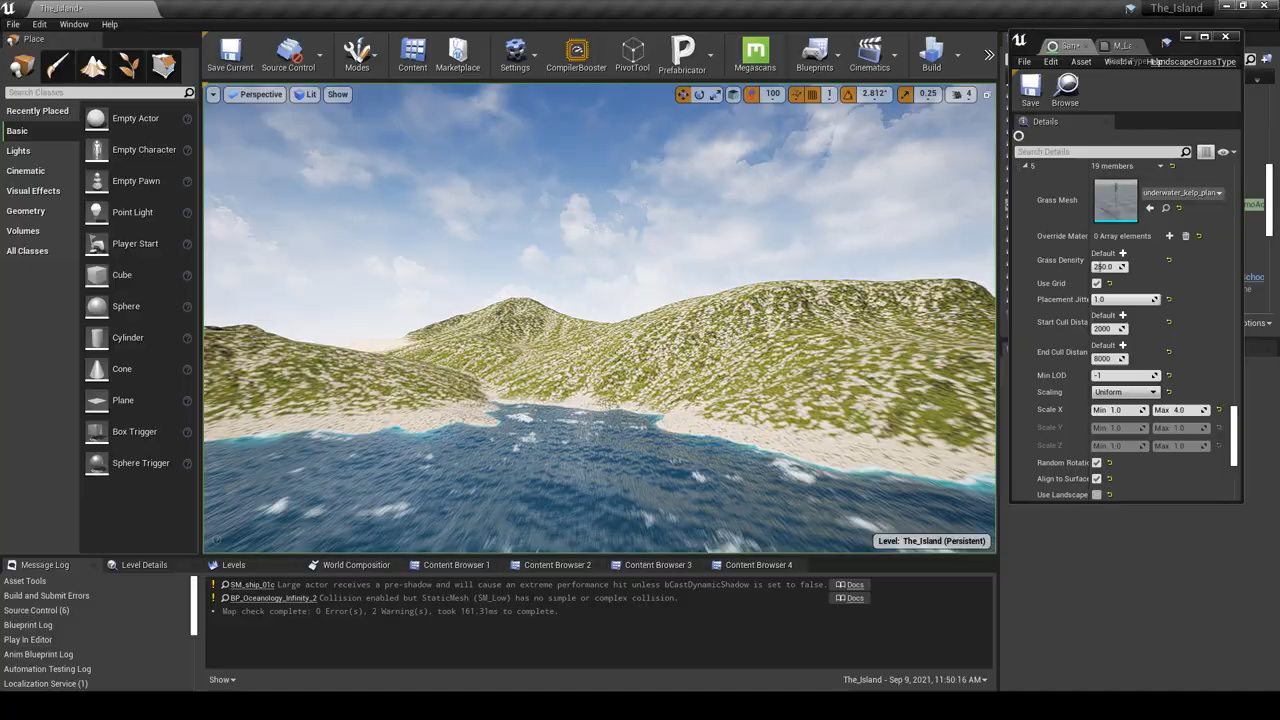 The_Island•
The_Island
File Edit Window Help
Place
Search Classes
Recently Placed
Basic
Lights
Cinematic
Visual Effects
Geometry
Volumes
All Classes
Empty Actor
Empty Character
Empty Pawn
Point Light
Player Start
Cube
Sphere
Cylinder
Cone
Plane
Box Trigger
Sphere Trigger
Save Current
Source Control
Modes
Content
Marketplace
Settings
CompilerBooster
PivotTool
Prefabricator
Megascans
Blueprints
Cinematics
Build
Perspective Lit Show
100 1 2.812° 0.25 4
Level: The_Island (Persistent)
File Edit Asset LandscapeGrassType
Save Browse
Details
Search Details
5 19 members
Grass Mesh
underwater_kelp_plan
Override Mater 0 Array elements
Grass Density
Default
250.0
Use Grid
Placement Jitte 1.0
Start Cull Dista
Default
2000
End Cull Distan
Default
8000
Min LOD -1
Scaling Uniform
Scale X Min 1.0 Max 4.0
Scale Y Min 1.0 Max 1.0
Scale Z Min 1.0 Max 1.0
Random Rotatio
Align to Surface
Use Landscape
Message Log Level Details
Asset Tools
Build and Submit Errors
Source Control (6)
Blueprint Log
Play In Editor
Anim Blueprint Log
Automation Testing Log
Localization Service (1)
Levels World Compositior Content Browser 1 Content Browser 2 Content Browser 3 Content Browser 4
SM_ship_01c Large actor receives a pre-shadow and will cause an extreme performance hit unless bCastDynamicShadow is set to false. Docs
BP_Oceanology_Infinity_2 Collision enabled but StaticMesh (SM_Low) has no simple or complex collision. Docs
Map check complete: 0 Error(s), 2 Warning(s), took 161.31ms to complete.
Show
The_Island - Sep 9, 2021, 11:50:16 AM